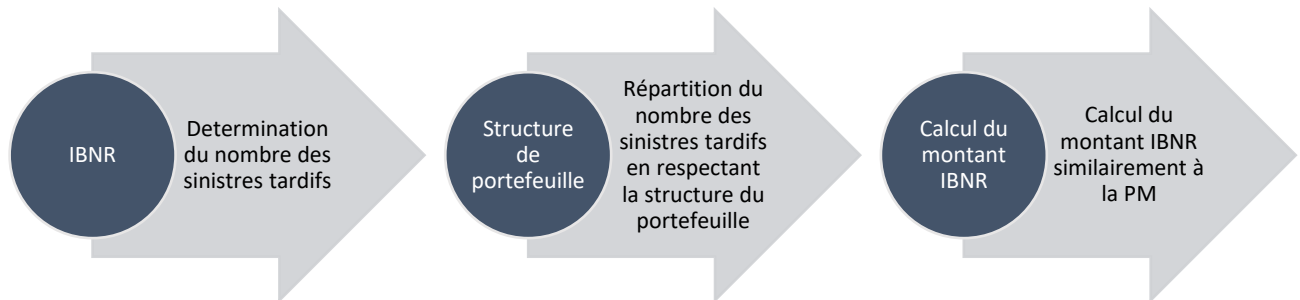 IBNR
Determination
du nombre des
sinistres tardifs
Structure
de
portefeuille
Répartition du
nombre des
sinistres tardifs
en respectant
la structure du
portefeuille
Calcul du
montant
IBNR
Calcul du
montant IBNR
similairement à
la PM